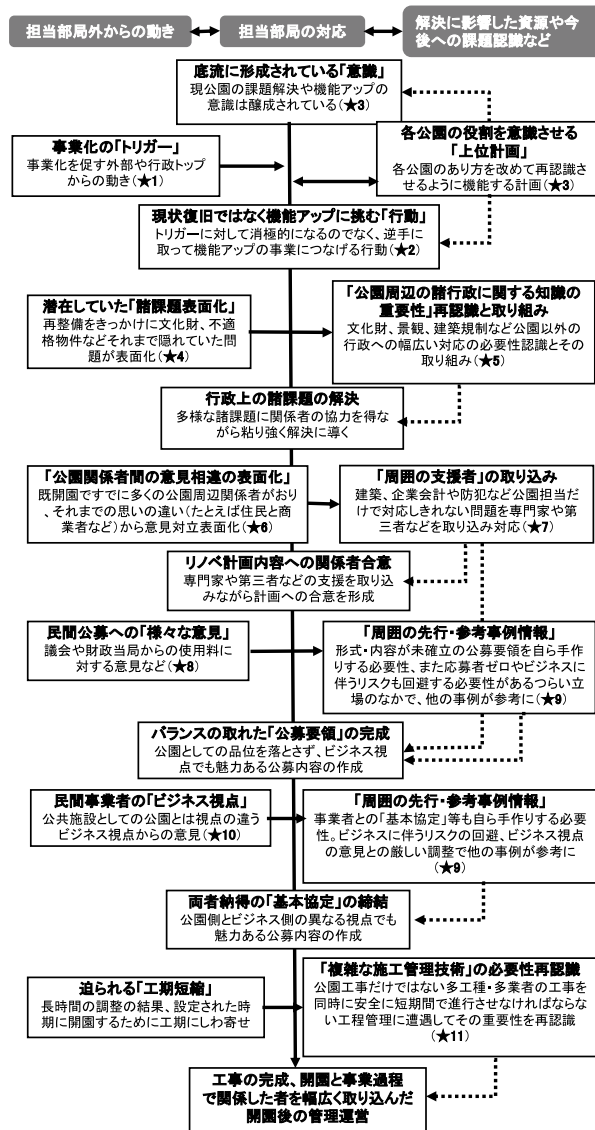 担当部局外からの動き
担当部局の対応
解決に影響した資源や今
後への課題認識など
底流に形成されている「意識」
現公園の課題解決や機能アップの
意識は醸成されている(★3)
事業化の「トリガー」
事業化を促す外部や行政トップ
からの動き(★1)
各公園の役割を意識させる
「上位計画」
各公園のあり方を改めて再認識
させるように機能する計画(★3)
現状復旧ではなく機能アップに挑む「行動」
トリガーに対して消極的になるのでなく、逆手に
取って機能アップの事業につなげる行動(★2)
潜在していた「諸課題表面化」
再整備をきっかけに文化財、不適
格物件などそれまで隠れていた問
題が表面化(★4)
「公園周辺の諸行政に関する知識の
重要性」再認識と取り組み
文化財、景観、建築規制など公園以外の
行政への幅広い対応の必要性認識とその
取り組み(★5)
行政上の諸課題の解決
多様な諸課題に関係者の協力を得な
がら粘り強く解決に導く
「公園関係者間の意見相違の表面化」
既開園ですでに多くの公園周辺関係者がお
り、それまでの思いの違い(たとえば住民と商
業者など)から意見対立表面化(★6)
「周囲の支援者」の取り込み
建築、企業会計や防犯など公園担当だ
けで対応しきれない問題を専門家や第
三者などを取り込み対応(★7)
リノベ計画内容への関係者合意
専門家や第三者などの支援を取り込
みながら計画への合意を形成
民間公募への「様々な意見」
議会や財政当局からの使用料に
対する意見など(★8)
「周囲の先行・参考事例情報」
形式・内容が未確立の公募要領を自ら手作
りする必要性、また応募者ゼロやビジネスに
伴うリスクも回避する必要性があるつらい立
場のなかで、他の事例が参考に(★9)
バランスの取れた「公募要領」の完成
公園としての品位を落とさず、ビジネス視
点でも魅力ある公募内容の作成
民間事業者の「ビジネス視点」
公共施設としての公園とは視点の違う
ビジネス視点からの意見(★10)
「周囲の先行・参考事例情報」
事業者との「基本協定」等も自ら手作りする必要
性。ビジネスに伴うリスクの回避、ビジネス視点
の意見との厳しい調整で他の事例が参考に
(★9)
両者納得の「基本協定」の締結
公園側とビジネス側の異なる視点でも
魅力ある公募内容の作成
迫られる「工期短縮」
長時間の調整の結果、設定された時
期に開園するために工期にしわ寄せ
「複雑な施工管理技術」の必要性再認識
公園工事だけではない多工種・多業者の工事を
同時に安全に短期間で進行させなければならな
い工程管理に遭遇してその重要性を再認識
(★11)
工事の完成、開園と事業過程
で関係した者を幅広く取り込んだ
開園後の管理運営